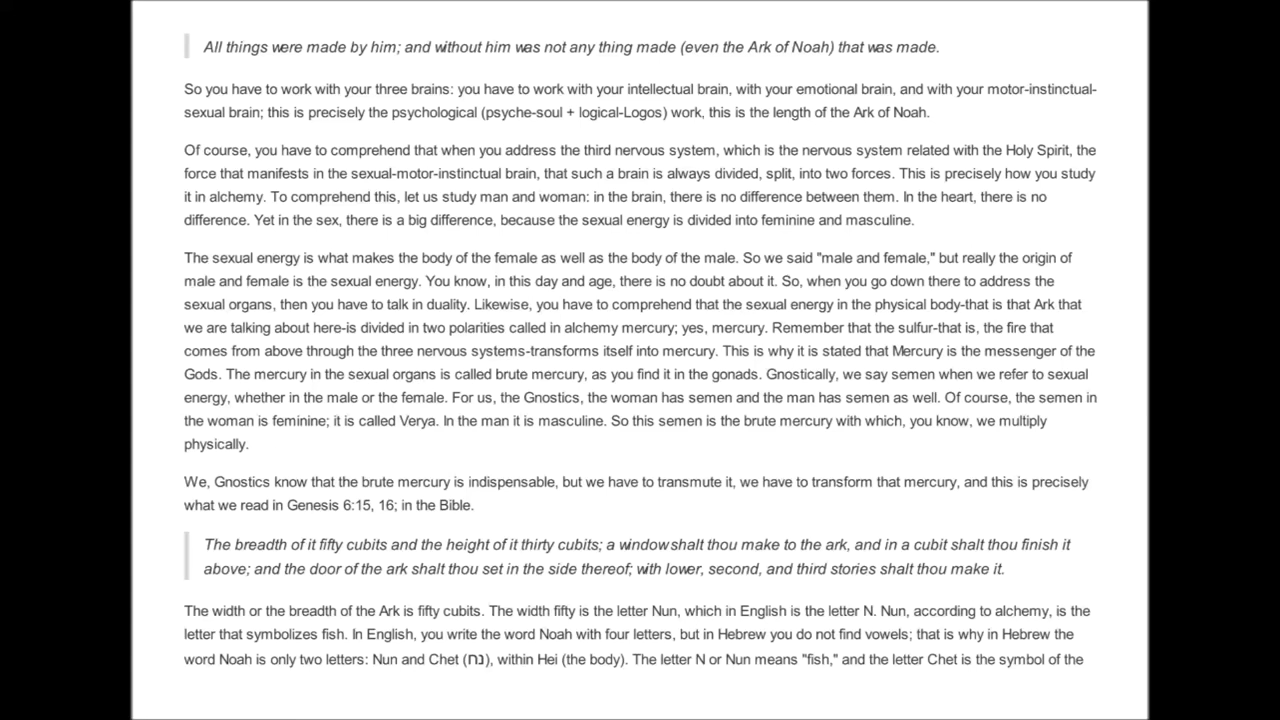 All things were made by him; and without him was not any thing made (even the Ark of Noah) that was made.
So you have to work with your three brains: you have to work with your intellectual brain, with your emotional brain, and with your motor-instinctual-
sexual brain; this is precisely the psychological (psyche-soul + logical-Logos) work, this is the length of the Ark of Noah.
Of course, you have to comprehend that when you address the third nervous system, which is the nervous system related with the Holy Spirit, the
force that manifests in the sexual-motor-instinctual brain, that such a brain is always divided, split, into two forces. This is precisely how you study
it in alchemy. To comprehend this, let us study man and woman: in the brain, there is no difference between them. In the heart, there is no
difference. Yet in the sex, there is a big difference, because the sexual energy is divided into feminine and masculine.
The sexual energy is what makes the body of the female as well as the body of the male. So we said "male and female," but really the origin of
male and female is the sexual energy. You know, in this day and age, there is no doubt about it. So, when you go down there to address the
sexual organs, then you have to talk in duality. Likewise, you have to comprehend that the sexual energy in the physical body-that is that Ark that
we are talking about here-is divided in two polarities called in alchemy mercury; yes, mercury. Remember that the sulfur-that is, the fire that
comes from above through the three nervous systems-transforms itself into mercury. This is why it is stated that Mercury is the messenger of the
Gods. The mercury in the sexual organs is called brute mercury, as you find it in the gonads. Gnostically, we say semen when we refer to sexual
energy, whether in the male or the female. For us, the Gnostics, the woman has semen and the man has semen as well. Of course, the semen in
the woman is feminine; it is called Verya. In the man it is masculine. So this semen is the brute mercury with which, you know, we multiply
physically.
We, Gnostics know that the brute mercury is indispensable, but we have to transmute it, we have to transform that mercury, and this is precisely
what we read in Genesis 6:15, 16; in the Bible.
The breadth of it fifty cubits and the height of it thirty cubits; a window shalt thou make to the ark, and in a cubit shalt thou finish it
above; and the door of the ark shalt thou set in the side thereof; with lower, second, and third stories shalt thou make it.
The width or the breadth of the Ark is fifty cubits. The width fifty is the letter Nun, which in English is the letter N. Nun, according to alchemy, is the
letter that symbolizes fish. In English, you write the word Noah with four letters, but in Hebrew you do not find vowels; that is why in Hebrew the
word Noah is only two letters: Nun and Chet (נח), within Hei (the body). The letter N or Nun means "fish," and the letter Chet is the symbol of the